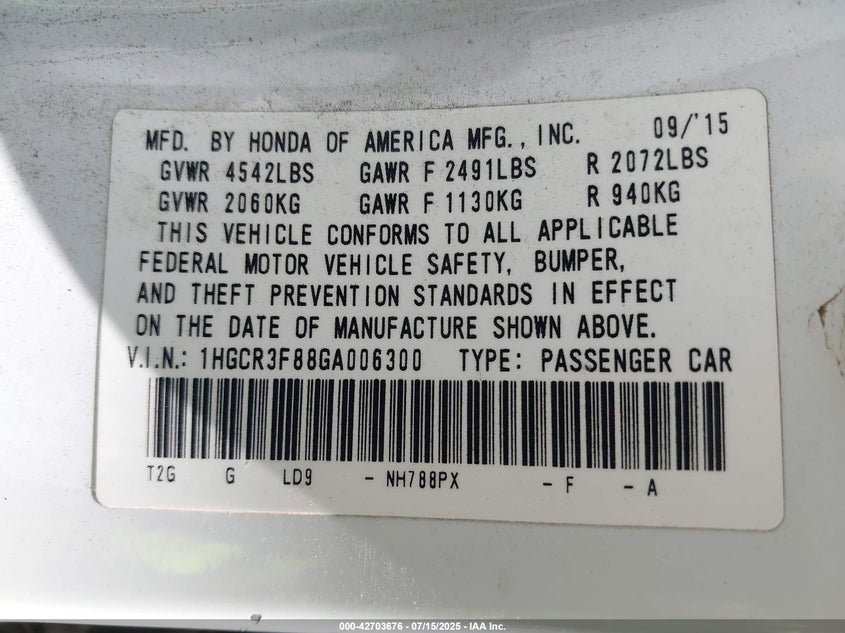 MFD. BY HONDA OF AMERICA MFG., INC. 09/'15
GVWR 4542LBS GAWR F 2491LBS R 2072LBS
GVWR 2060KG GAWR F 1130KG R 940KG
THIS VEHICLE CONFORMS TO ALL APPLICABLE
FEDERAL MOTOR VEHICLE SAFETY, BUMPER,
AND THEFT PREVENTION STANDARDS IN EFFECT
ON THE DATE OF MANUFACTURE SHOWN ABOVE.
V.I.N.: 1HGCR3F88GA006300 TYPE: PASSENGER CAR
T2G G LD9 - NH788PX - F - A
000-42703676 - 07/15/2025 - IAA Inc.